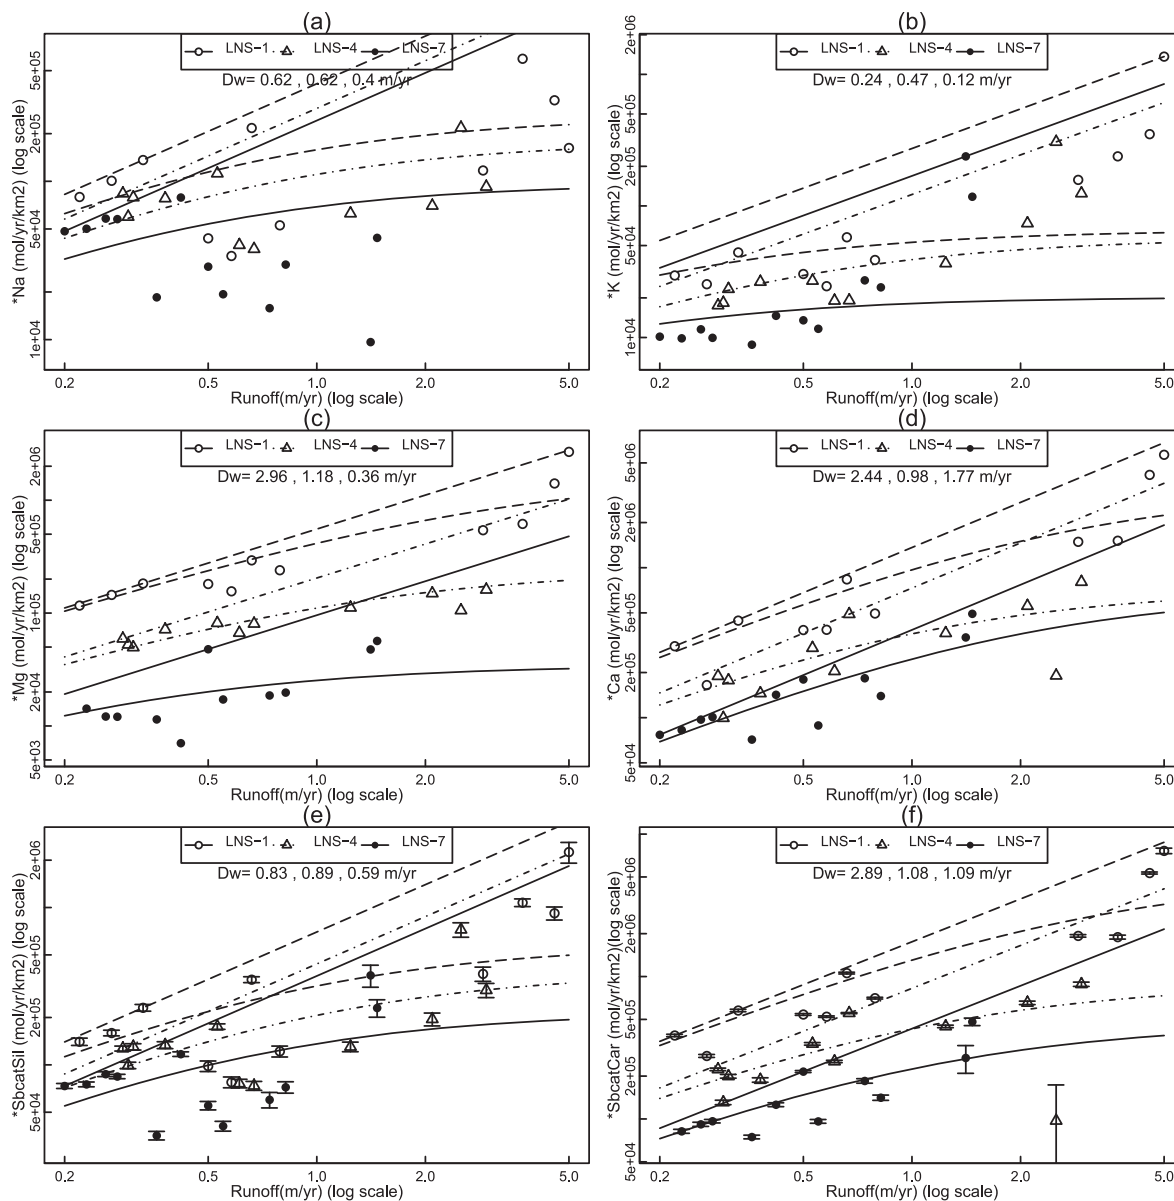 (a)
LNS−1 LNS−4 LNS−7
Dw= 0.62 , 0.62 , 0.4 m/yr
*Na (mol/yr/km2) (log scale)
5e+05
2e+05
5e+04
1e+04
0.2 0.5 1.0 2.0 5.0
Runoff(m/yr) (log scale)
(b)
LNS−1 LNS−4 LNS−7
Dw= 0.24 , 0.47 , 0.12 m/yr
*K (mol/yr/km2) (log scale)
2e+06
5e+05
2e+05
5e+04
1e+04
0.2 0.5 1.0 2.0 5.0
Runoff(m/yr) (log scale)
(c)
LNS−1 LNS−4 LNS−7
Dw= 2.96 , 1.18 , 0.36 m/yr
*Mg (mol/yr/km2) (log scale)
2e+06
5e+05
1e+05
2e+04
5e+03
0.2 0.5 1.0 2.0 5.0
Runoff(m/yr) (log scale)
(d)
LNS−1 LNS−4 LNS−7
Dw= 2.44 , 0.98 , 1.77 m/yr
*Ca (mol/yr/km2) (log scale)
5e+06
2e+06
5e+05
2e+05
5e+04
0.2 0.5 1.0 2.0 5.0
Runoff(m/yr) (log scale)
(e)
LNS−1 LNS−4 LNS−7
Dw= 0.83 , 0.89 , 0.59 m/yr
*SbcatSil (mol/yr/km2) (log scale)
2e+06
5e+05
2e+05
5e+04
0.2 0.5 1.0 2.0 5.0
Runoff(m/yr) (log scale)
(f)
LNS−1 LNS−4 LNS−7
Dw= 2.89 , 1.08 , 1.09 m/yr
*SbcatCar (mol/yr/km2)(log scale)
5e+06
2e+06
5e+05
2e+05
5e+04
0.2 0.5 1.0 2.0 5.0
Runoff(m/yr) (log scale)